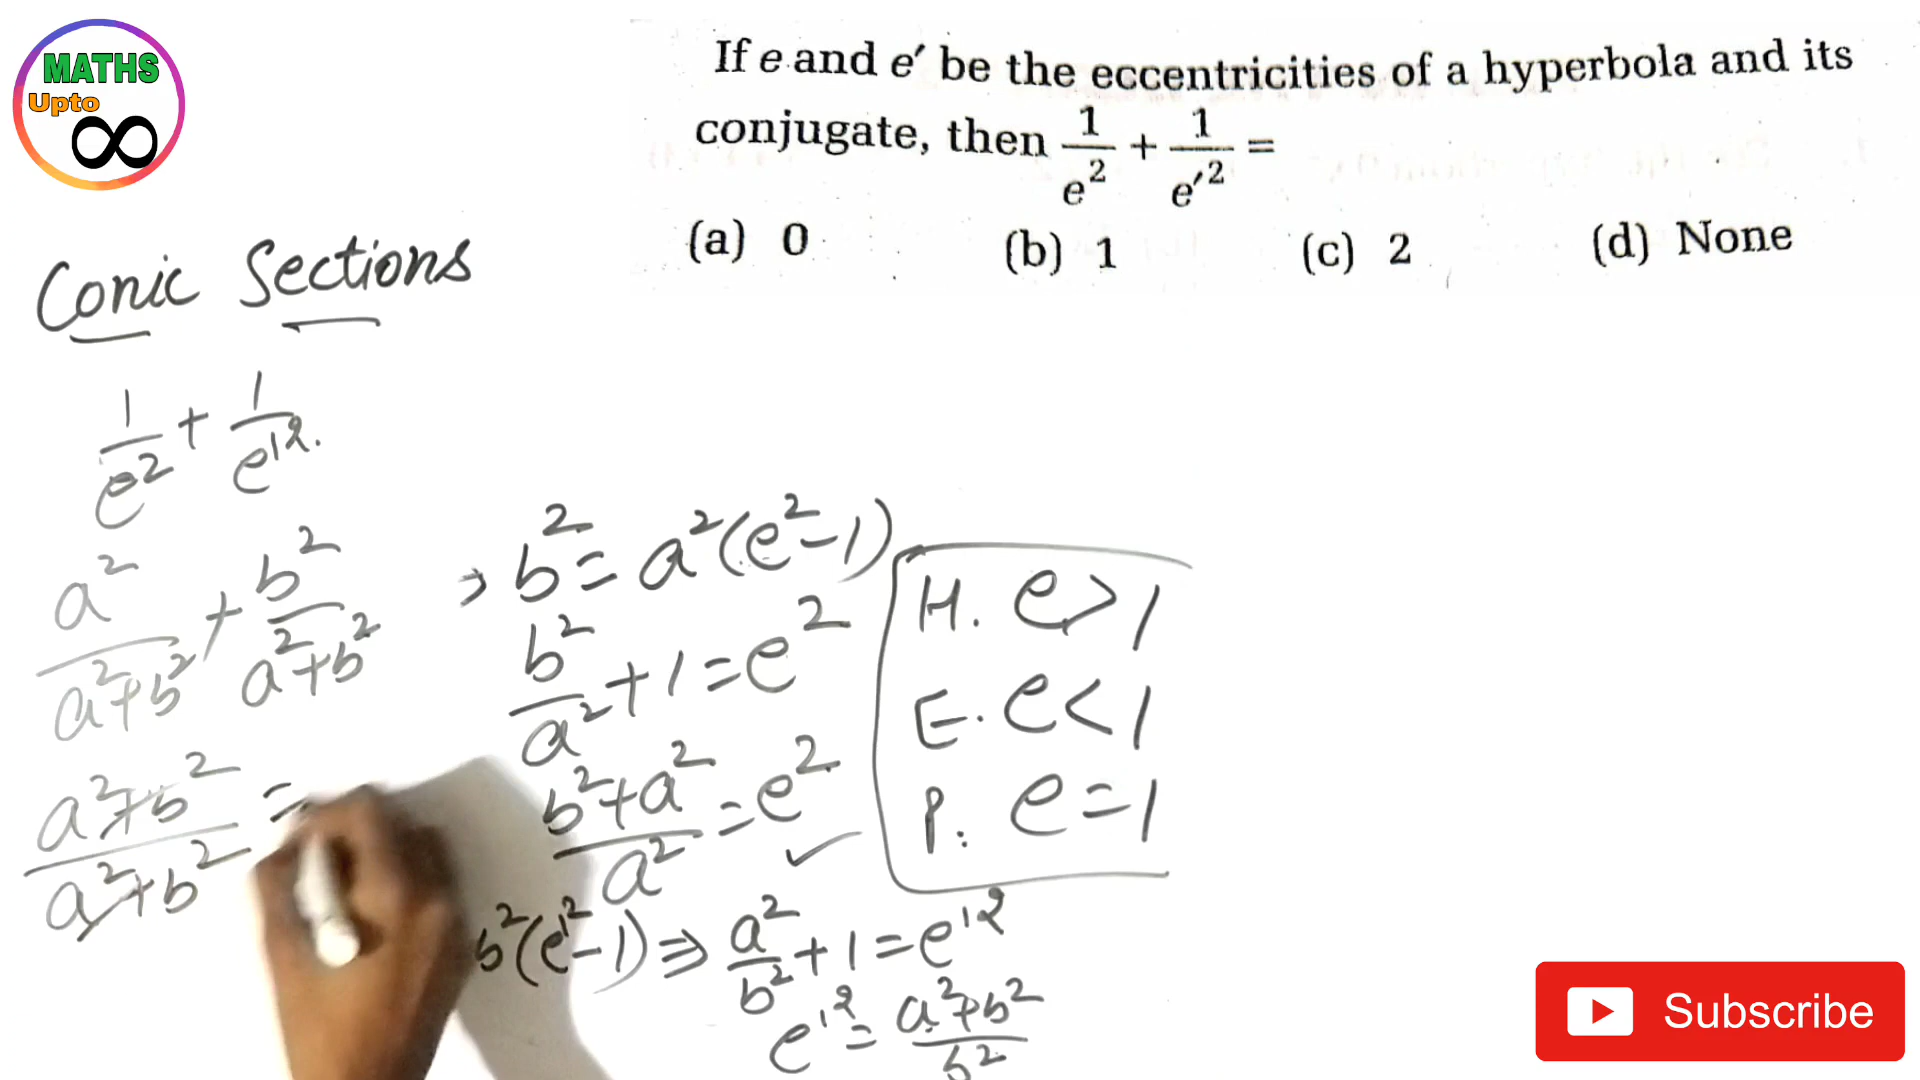 MATHS
Upto
∞
If e and e′ be the eccentricities of a hyperbola and its
conjugate, then 1/e² + 1/e′² =
(a) 0 (b) 1 (c) 2 (d) None
Conic Sections
1/e² + 1/e'².
a²/(a²+b²) + b²/(a²+b²)
(a²+b²)/(a²+b²) =
⇒ b² = a²(e²-1)
b²/a² + 1 = e²
(b²+a²)/a² = e² ✓
b²(e'²-1) ⇒ a²/b² + 1 = e'²
e'² = (a²+b²)/b²
H. e > 1
E. e < 1
P. e = 1
Subscribe